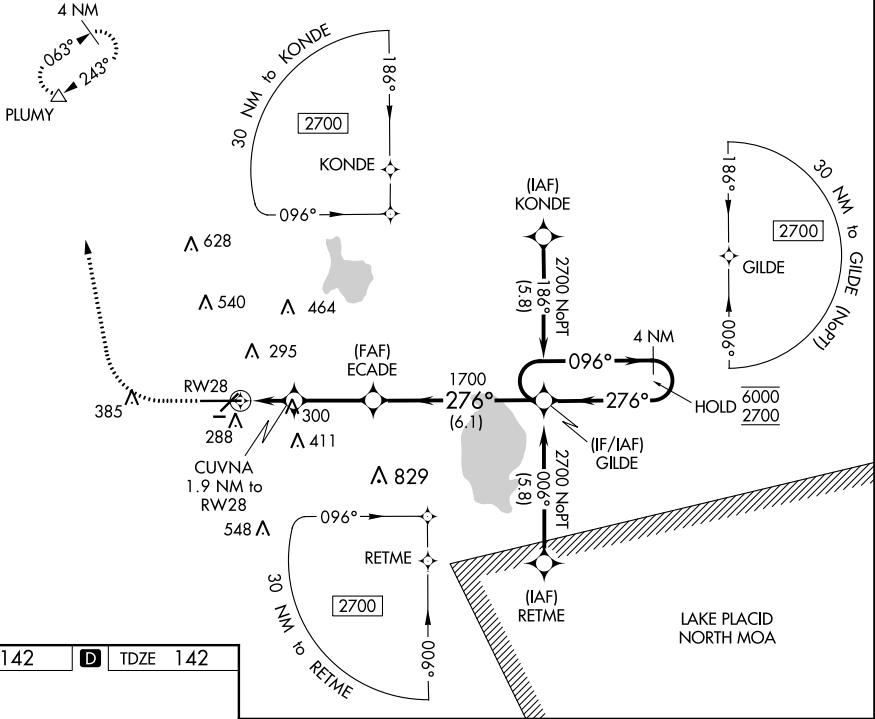 4 NM
063°
243°
PLUMY
30 NM to KONDE
186°
2700
KONDE
096°
(IAF)
KONDE
2700 NoPT
186°
(5.8)
186°
30 NM to GILDE (NoPT)
2700
GILDE
006°
628
540
464
295
(FAF)
ECADE
1700
276°
(6.1)
4 NM
096°
276°
HOLD
6000
2700
RW28
385
288
300
411
CUVNA
1.9 NM to
RW28
(IF/IAF)
GILDE
829
548
2700 NoPT
006°
(5.8)
096°
RETME
30 NM to RETME
2700
006°
(IAF)
RETME
LAKE PLACID
NORTH MOA
142 D TDZE 142